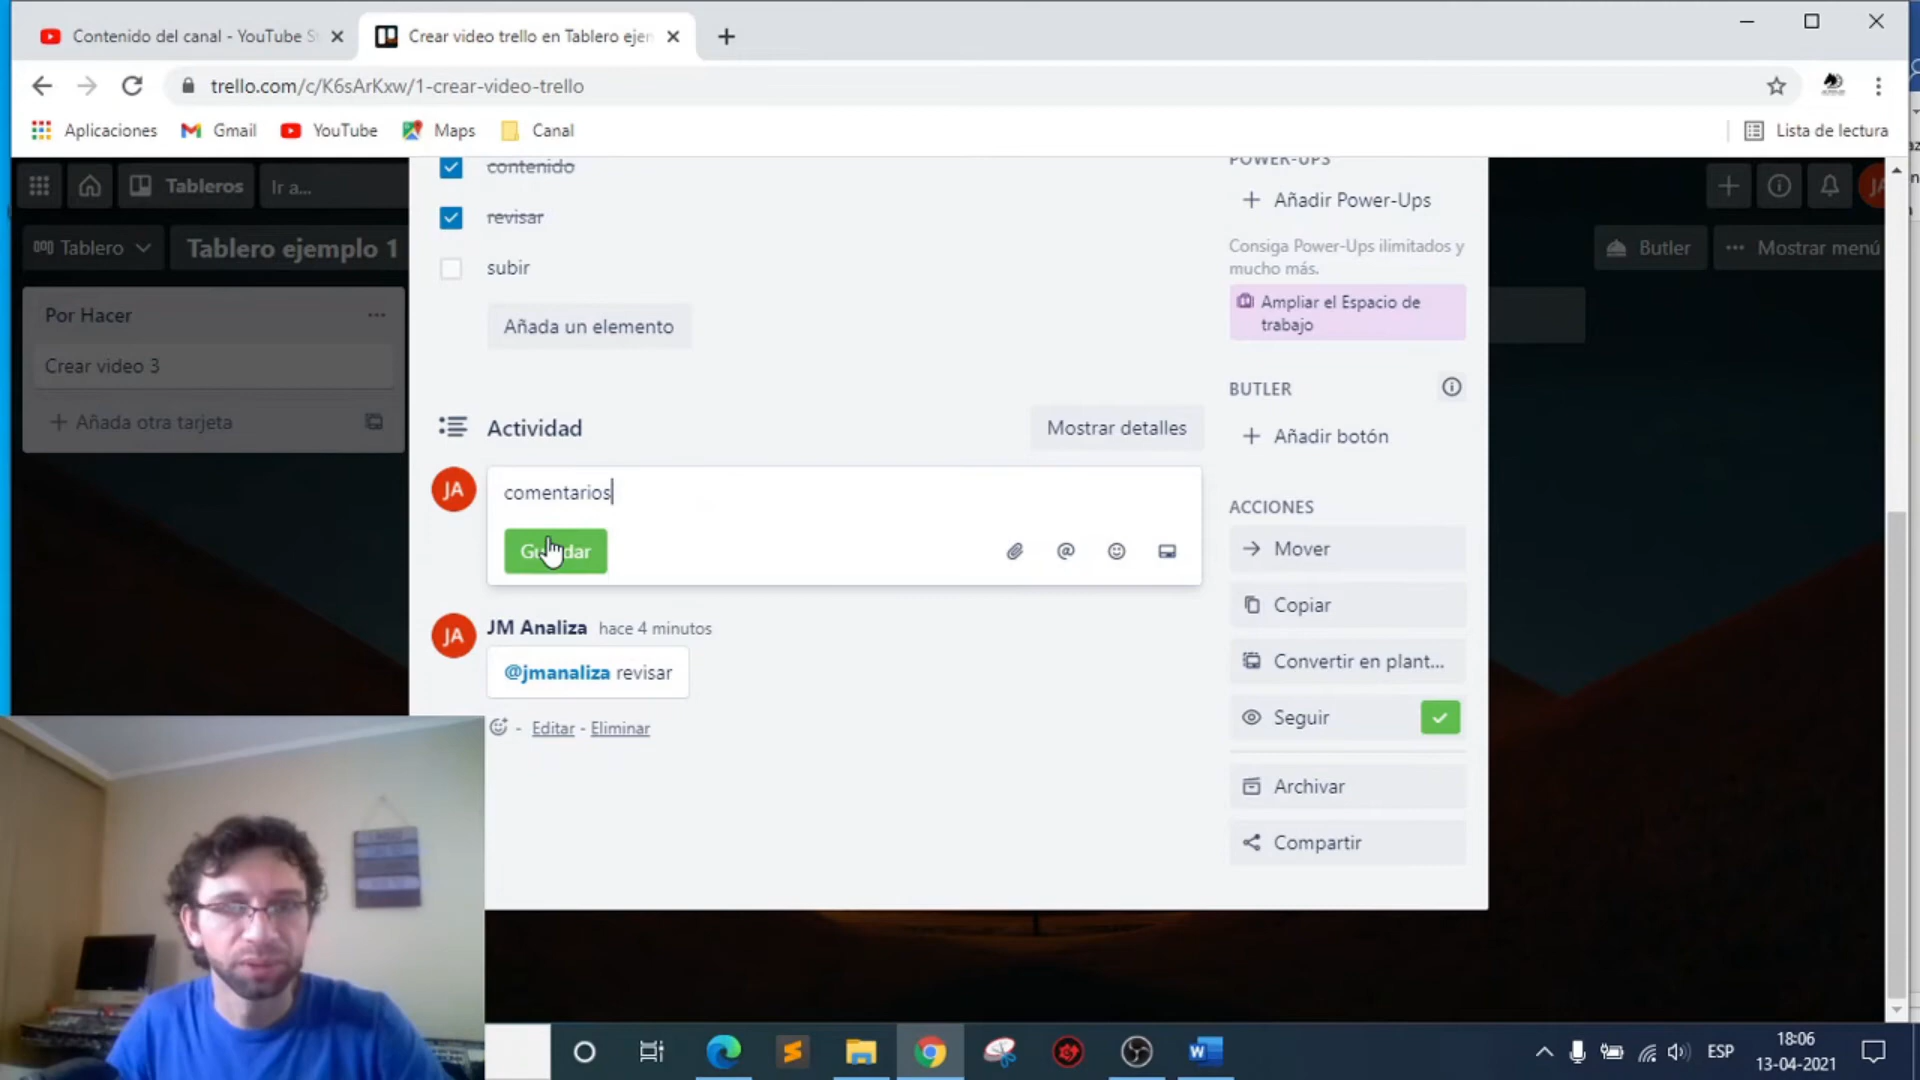 Contenido del canal - YouTube S
Crear video trello en Tablero ejen
trello.com/c/K6sArKxw/1-crear-video-trello
Aplicaciones
Gmail
YouTube
Maps
Canal
Lista de lectura
Tableros
Ir a...
JA
Tablero
Tablero ejemplo 1
Butler
Mostrar menú
Por Hacer
Crear video 3
Añada otra tarjeta
contenido
revisar
subir
Añada un elemento
Actividad
Mostrar detalles
JA
comentarios
JA
JM Analiza hace 4 minutos
@jmanaliza revisar
- Editar - Eliminar
POWER-UPS
Añadir Power-Ups
Consiga Power-Ups ilimitados y
mucho más.
Ampliar el Espacio de
trabajo
BUTLER
Añadir botón
ACCIONES
Mover
Copiar
Convertir en plant...
Seguir
Archivar
Compartir
ESP
18:06
13-04-2021